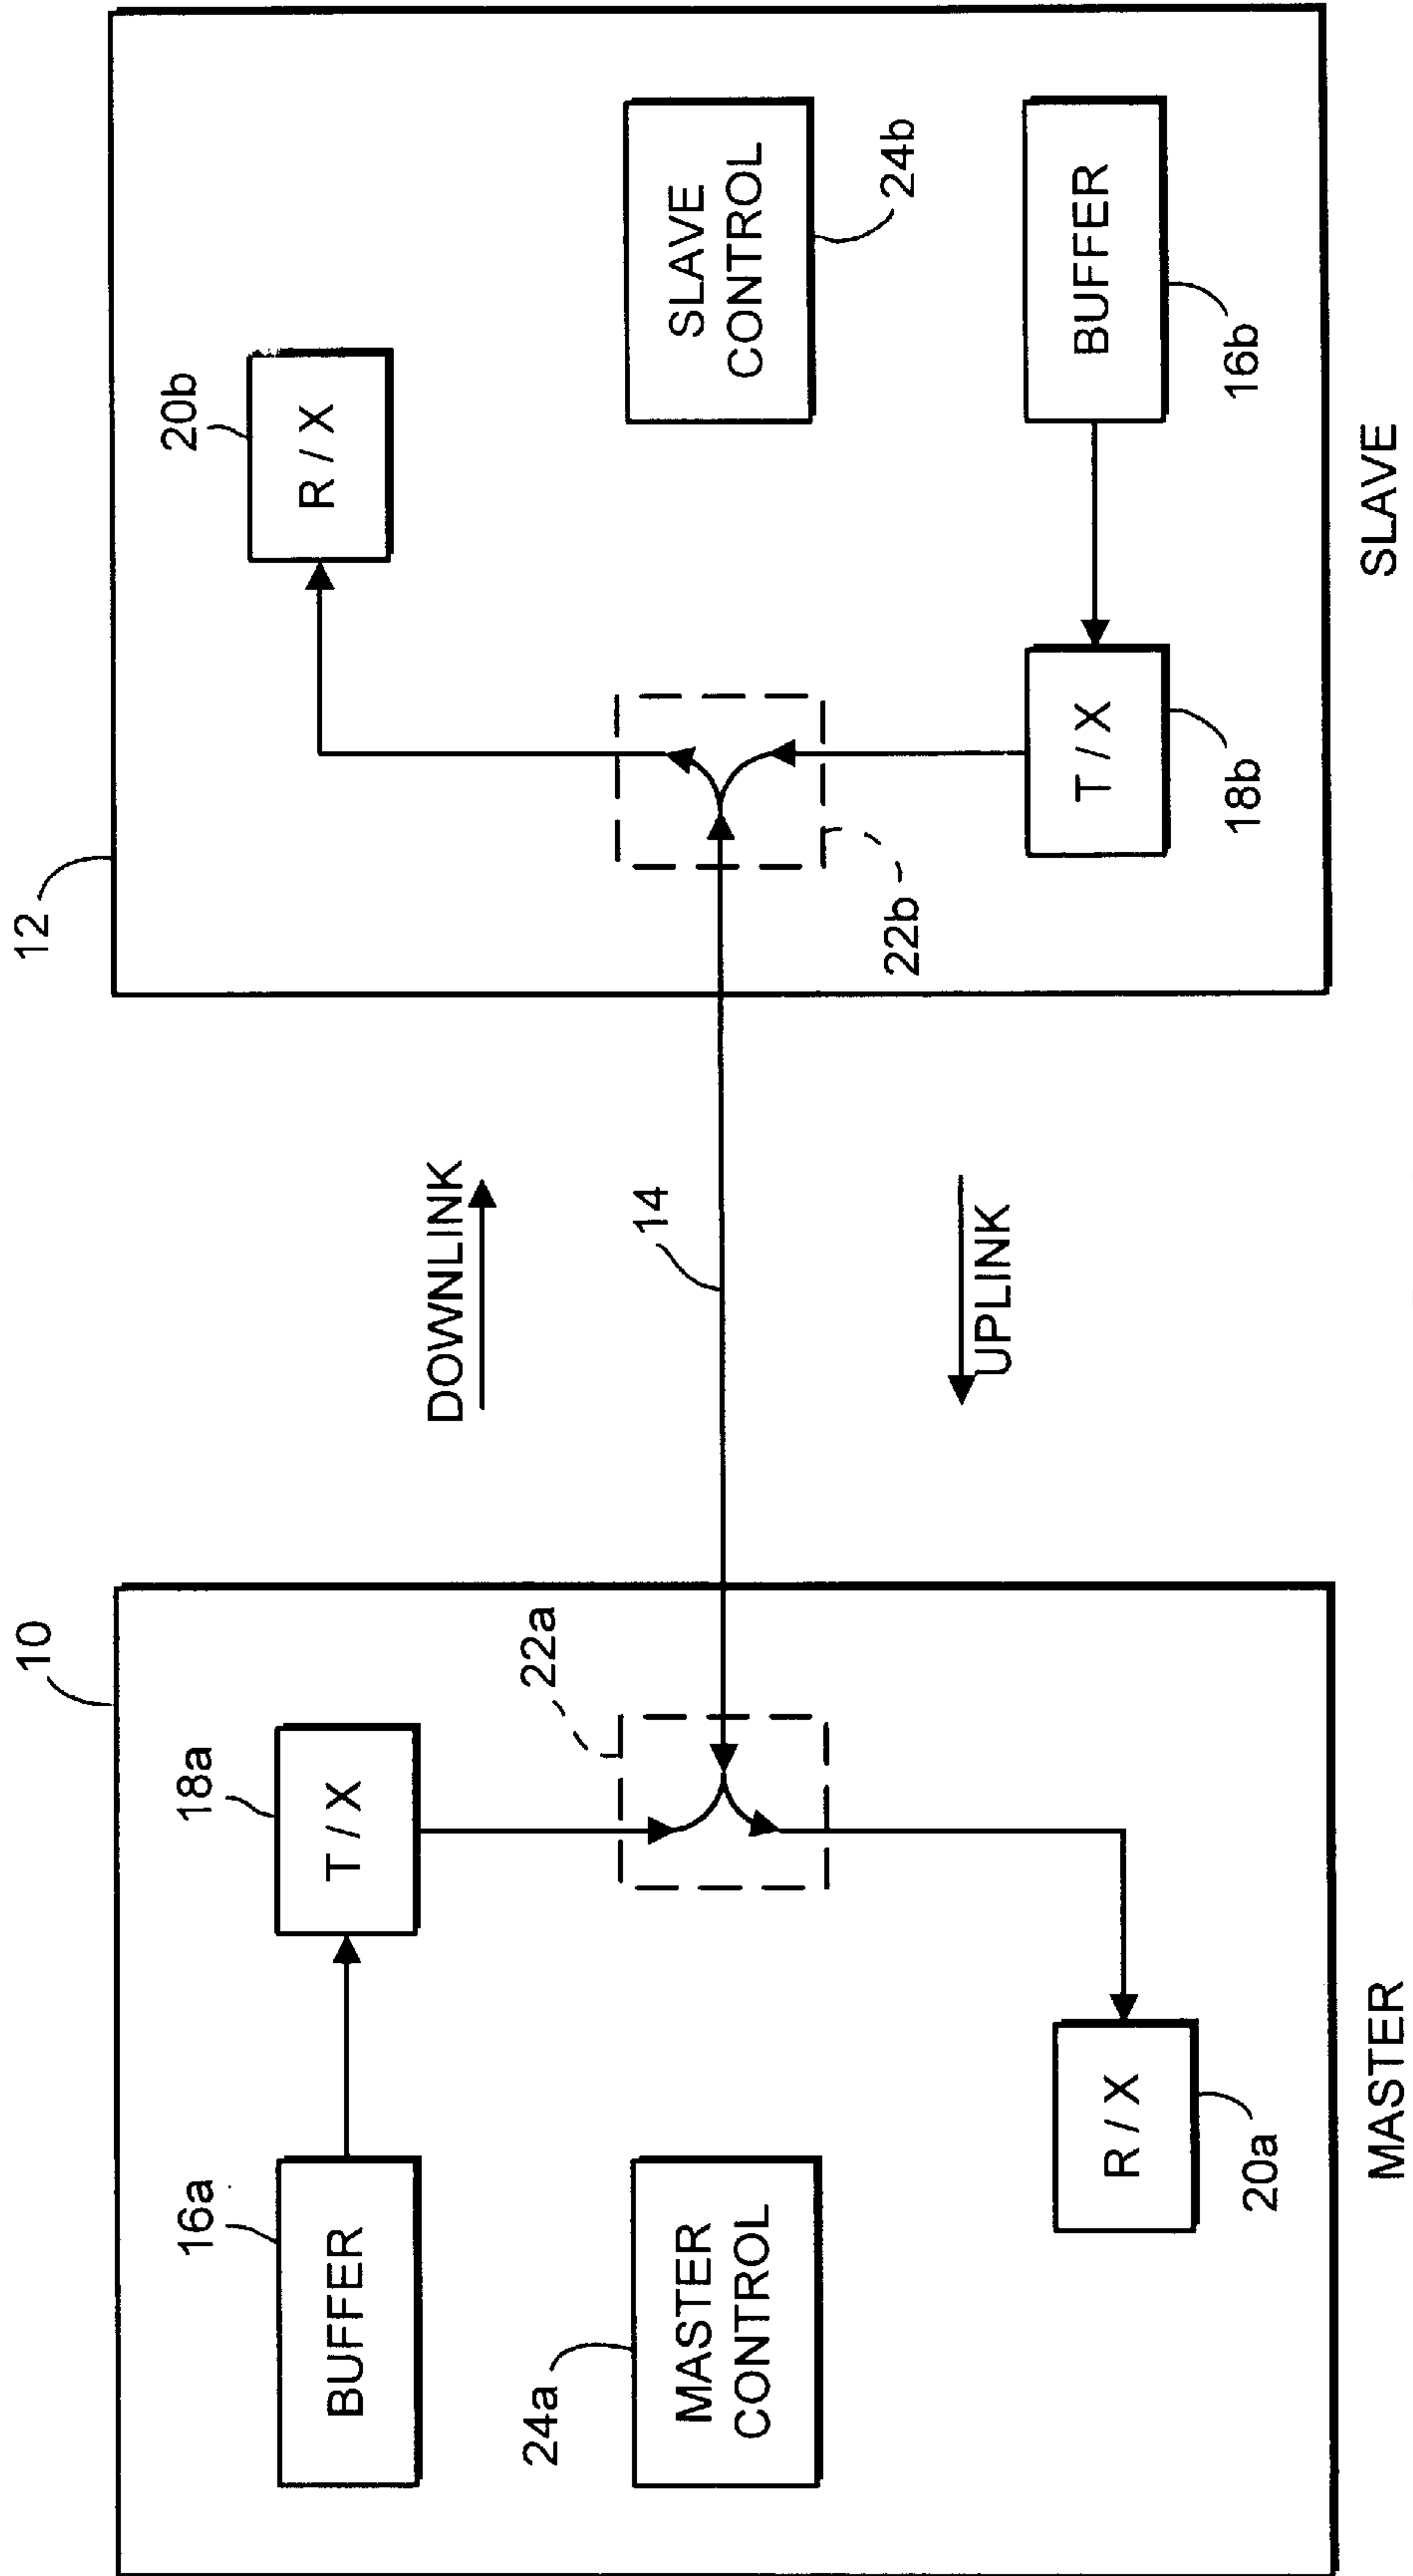 10
16a
BUFFER
18a
T / X
22a
24a
MASTER
CONTROL
R / X
20a
MASTER
DOWNLINK
14
UPLINK
12
20b
R / X
22b
SLAVE
CONTROL
24b
T / X
18b
BUFFER
16b
SLAVE